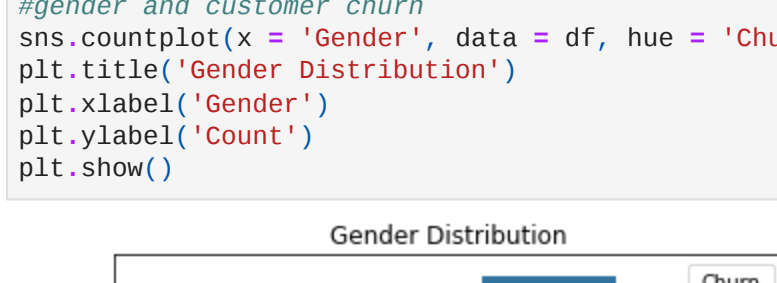 #gender and customer churn
sns.countplot(x = 'Gender', data = df, hue = 'Chu
plt.title('Gender Distribution')
plt.xlabel('Gender')
plt.ylabel('Count')
plt.show()
Gender Distribution
Churn